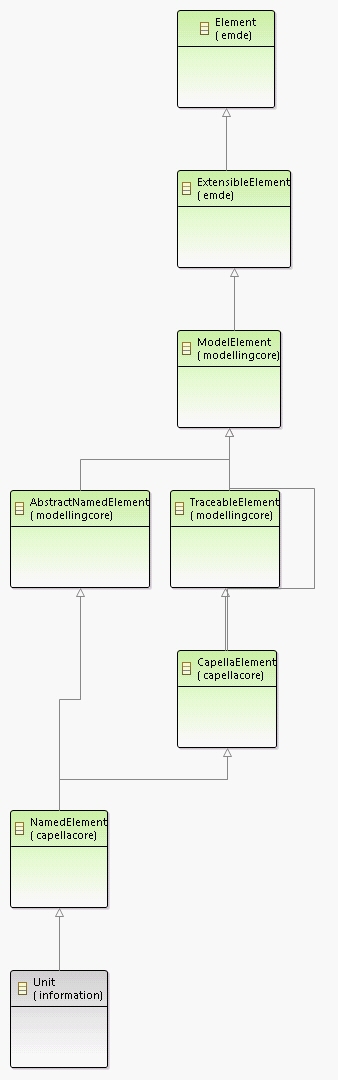 Element
( emde)
ExtensibleElement
( emde)
ModelElement
( modellingcore)
AbstractNamedElement
( modellingcore)
TraceableElement
( modellingcore)
CapellaElement
( capellacore)
NamedElement
( capellacore)
Unit
( information)